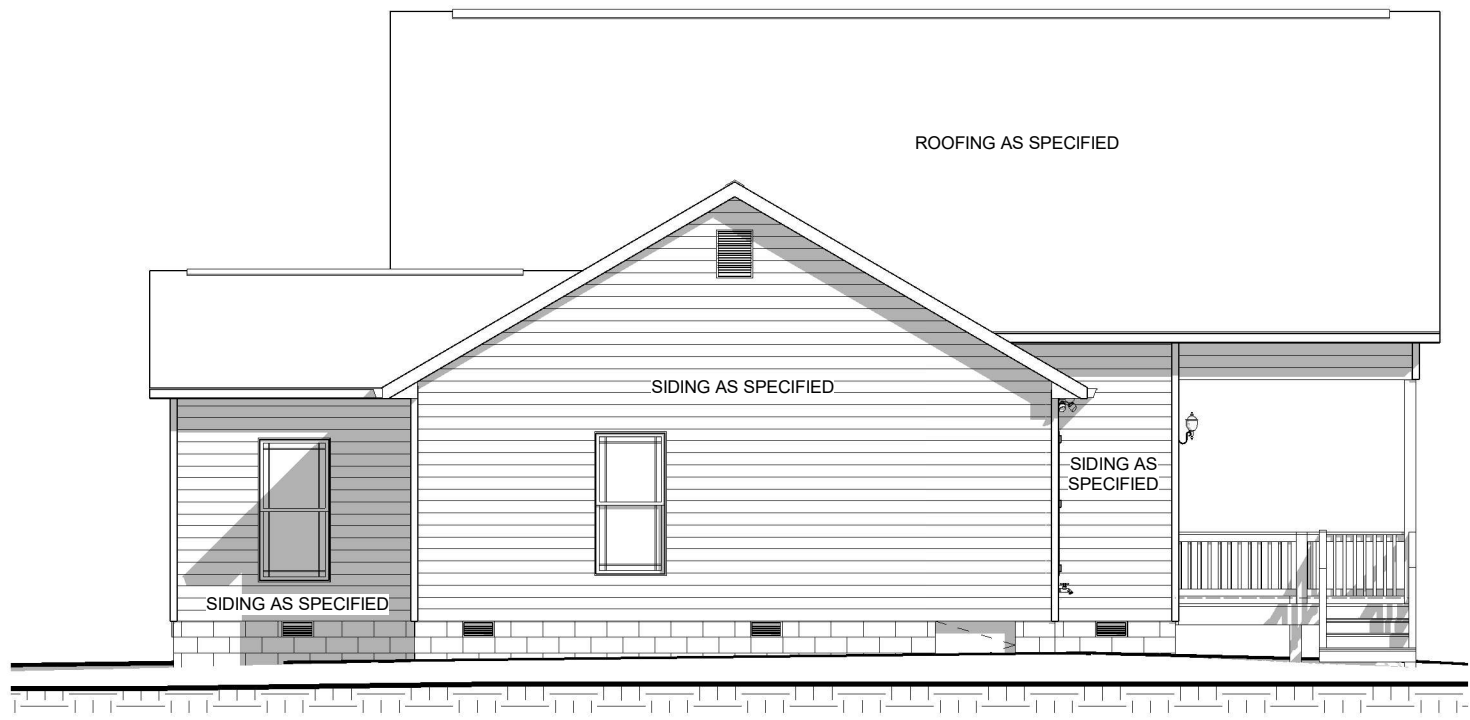 ROOFING AS SPECIFIED
SIDING AS SPECIFIED
SIDING AS
SPECIFIED
SIDING AS SPECIFIED